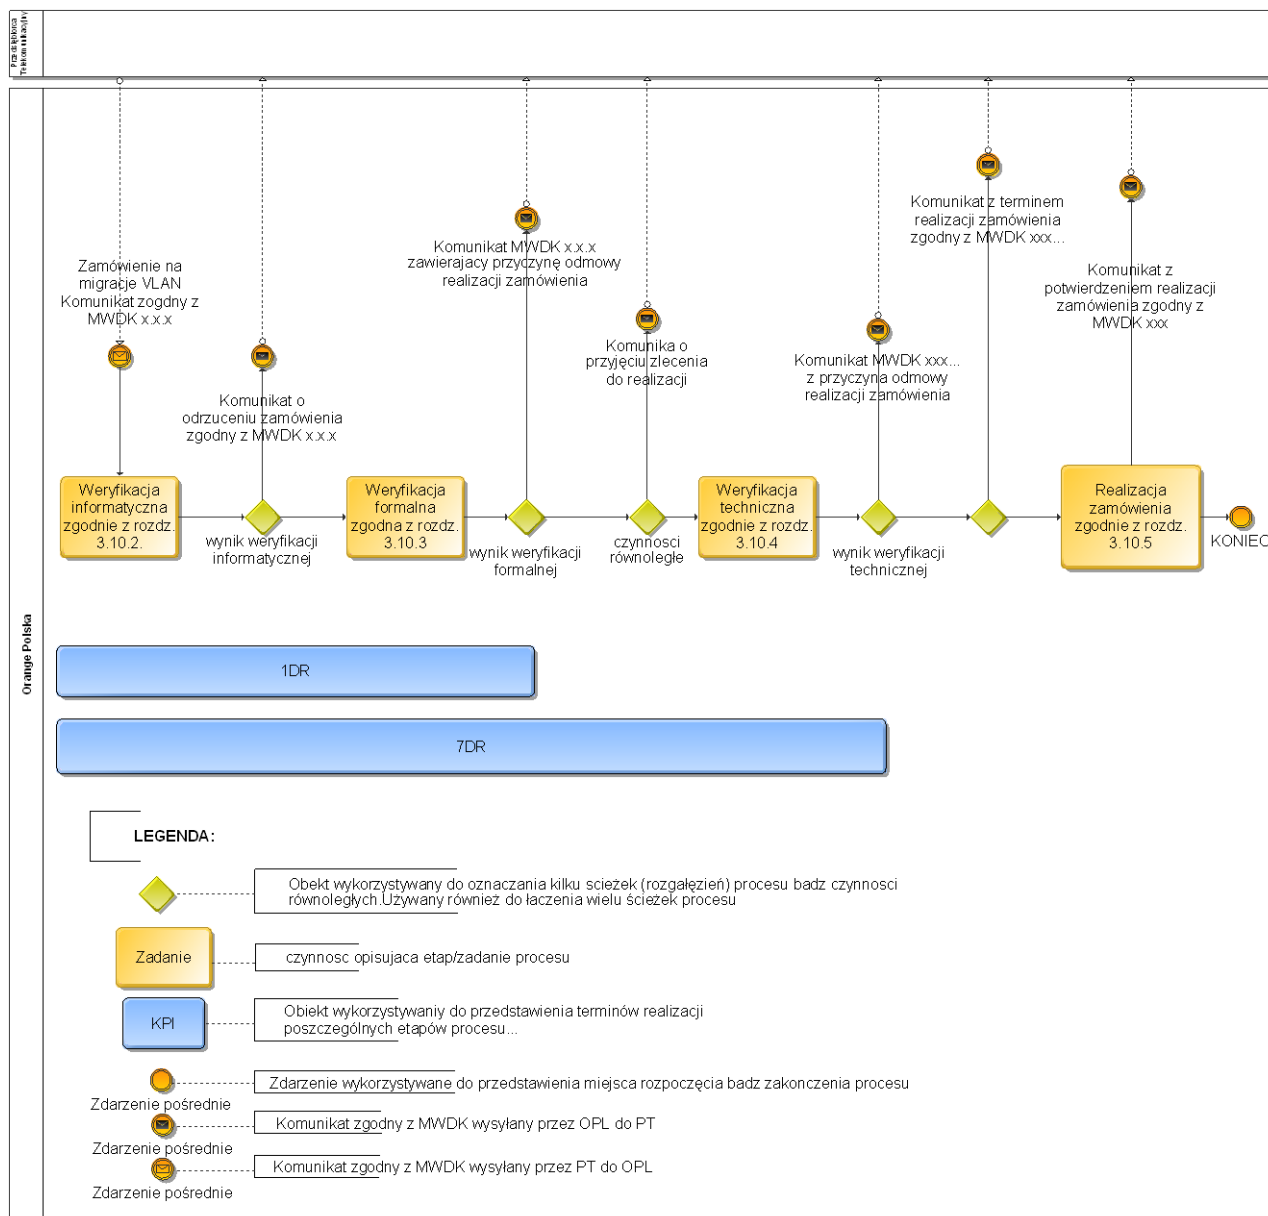 Przedsiębiorca
Telekomunikacyjny
Orange Polska
Zamówienie na
migracje VLAN
Komunikat zogdny z
MWDK x.x.x
Komunikat o
odrzuceniu zamówienia
zgodny z MWDK x.x.x
Komunikat MWDK x.x.x
zawierajacy przyczynę odmowy
realizacji zamówienia
Komunika o
przyjęciu zlecenia
do realizacji
Komunikat MWDK xxx...
z przyczyna odmowy
realizacji zamówienia
Komunikat z terminem
realizacji zamówienia
zgodny z MWDK xxx...
Komunikat z
potwierdzeniem realizacji
zamówienia zgodny z
MWDK xxx
Weryfikacja
informatyczna
zgodnie z rozdz.
3.10.2.
wynik weryfikacji
informatycznej
Weryfikacja
formalna
zgodna z rozdz.
3.10.3
wynik weryfikacji
formalnej
czynnosci
równoległe
Weryfikacja
techniczna
zgodnie z rozdz.
3.10.4
wynik weryfikacji
technicznej
Realizacja
zamówienia
zgodnie z rozdz.
3.10.5
KONIEC
1DR
7DR
LEGENDA:
Obekt wykorzystywany do oznaczania kilku scieżek (rozgałęzień) procesu badz czynnosci
równoległych.Używany również do łaczenia wielu ścieżek procesu
Zadanie
czynnosc opisujaca etap/zadanie procesu
KPI
Obiekt wykorzystywaniy do przedstawienia terminów realizacji
poszczególnych etapów procesu...
Zdarzenie wykorzystywane do przedstawienia miejsca rozpoczęcia badz zakonczenia procesu
Zdarzenie pośrednie
Komunikat zgodny z MWDK wysyłany przez OPL do PT
Zdarzenie pośrednie
Komunikat zgodny z MWDK wysyłany przez PT do OPL
Zdarzenie pośrednie